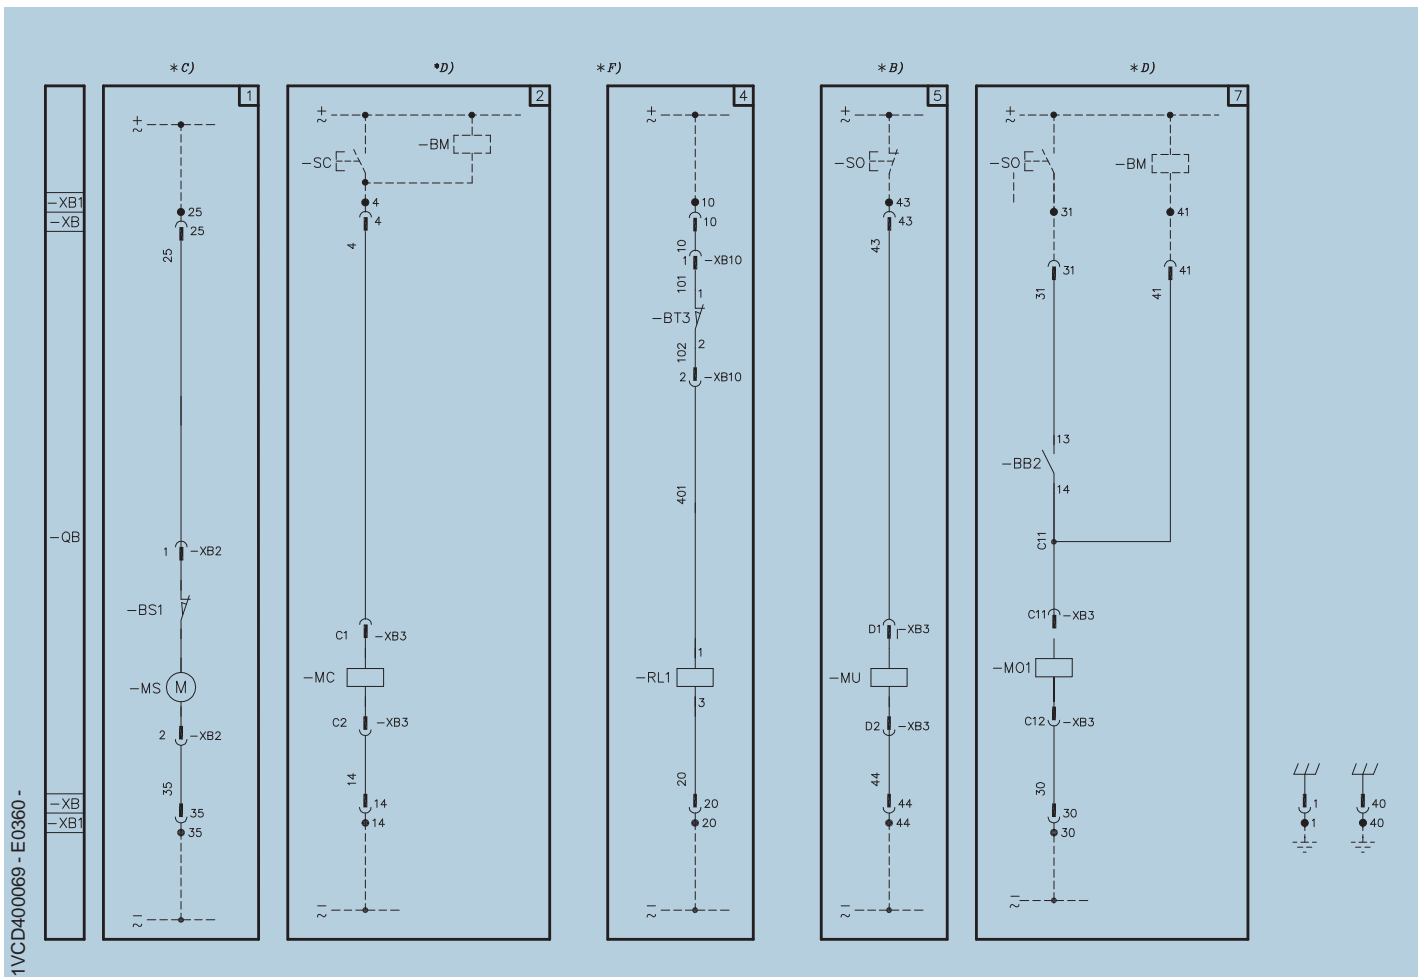 *C)
*D)
*F)
*B)
*D)
1
2
4
5
7
+
~
+
~
+
~
+
~
+
~
-SC
-BM
-SO
-SO
-BM
-XB1
-XB
25
25
25
4
4
4
10
10
10
1
-XB10
101
1
-BT3
2
102
2
-XB10
43
43
43
31
31
31
41
41
41
401
13
-BB2
14
C11
-QB
1
-XB2
-BS1
-MS
M
2
-XB2
35
C1
-XB3
-MC
C2
-XB3
14
1
-RL1
3
20
D1
-XB3
-MU
D2
-XB3
44
C11
-XB3
-MO1
C12
-XB3
30
-XB
-XB1
35
35
14
14
20
20
44
44
30
30
1
1
40
40
-
~
-
~
-
~
-
~
-
~
1VCD400069 - E0360 -